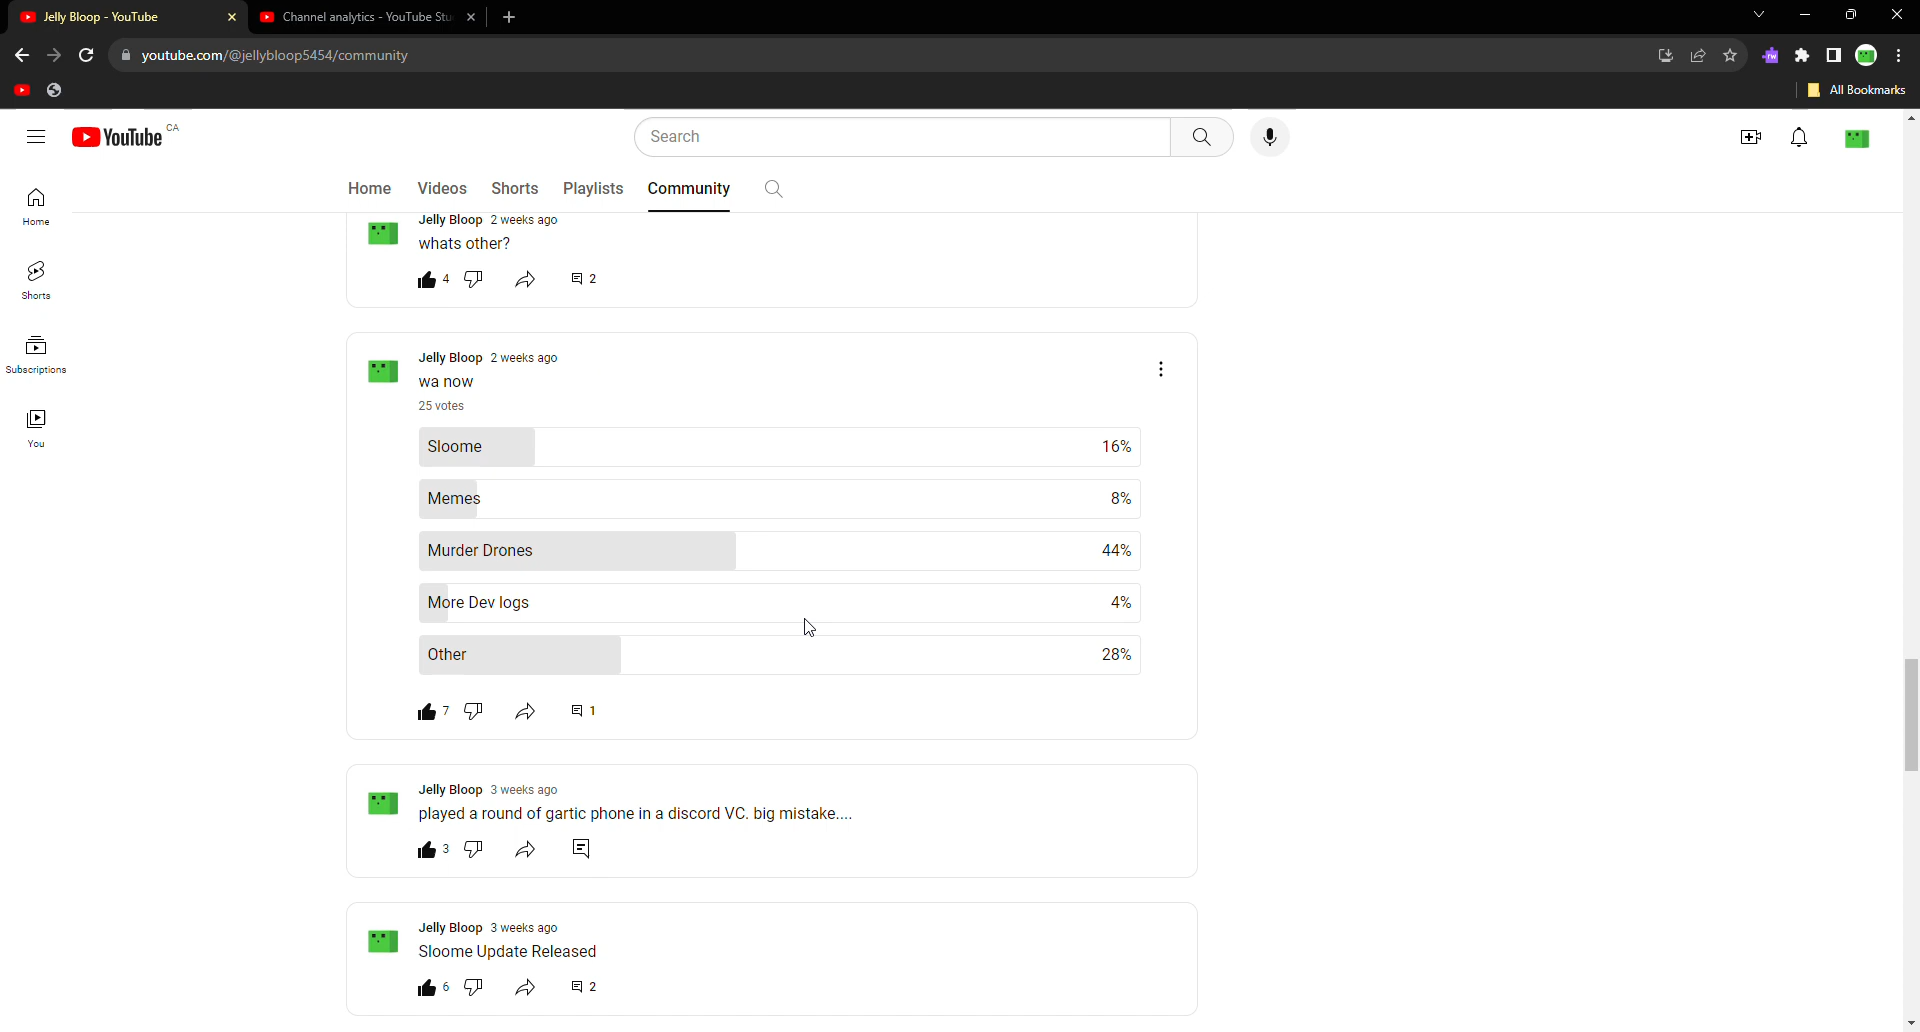 Jelly Bloop - YouTube
Channel analytics - YouTube Stu
youtube.com/@jellybloop5454/community
rw
All Bookmarks
YouTube CA
Search
Home Videos Shorts Playlists Community
Home
Shorts
Subscriptions
You
Jelly Bloop 2 weeks ago
whats other?
4 2
Jelly Bloop 2 weeks ago
wa now
25 votes
Sloome 16%
Memes 8%
Murder Drones 44%
More Dev logs 4%
Other 28%
7 1
Jelly Bloop 3 weeks ago
played a round of gartic phone in a discord VC. big mistake....
3
Jelly Bloop 3 weeks ago
Sloome Update Released
6 2